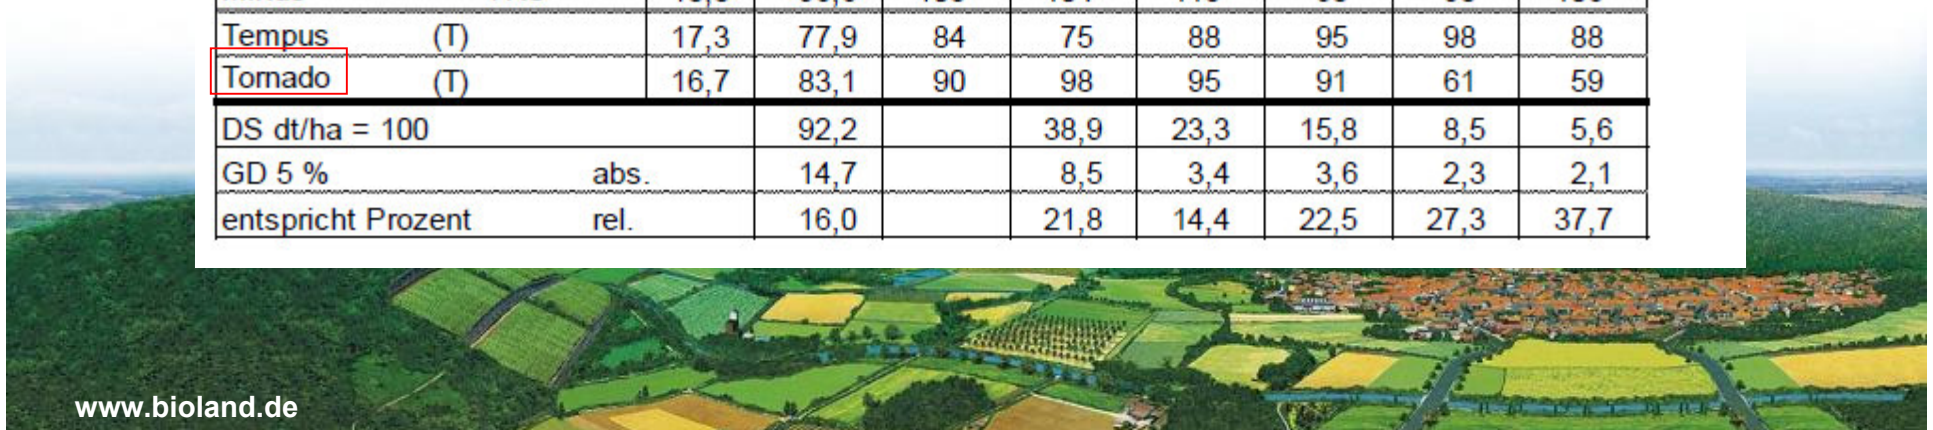 Tempus (T) 17,3 77,9 84 75 88 95 98 88
Tornado (T) 16,7 83,1 90 98 95 91 61 59
DS dt/ha = 100 92,2 38,9 23,3 15,8 8,5 5,6
GD 5 % abs. 14,7 8,5 3,4 3,6 2,3 2,1
entspricht Prozent rel. 16,0 21,8 14,4 22,5 27,3 37,7
www.bioland.de